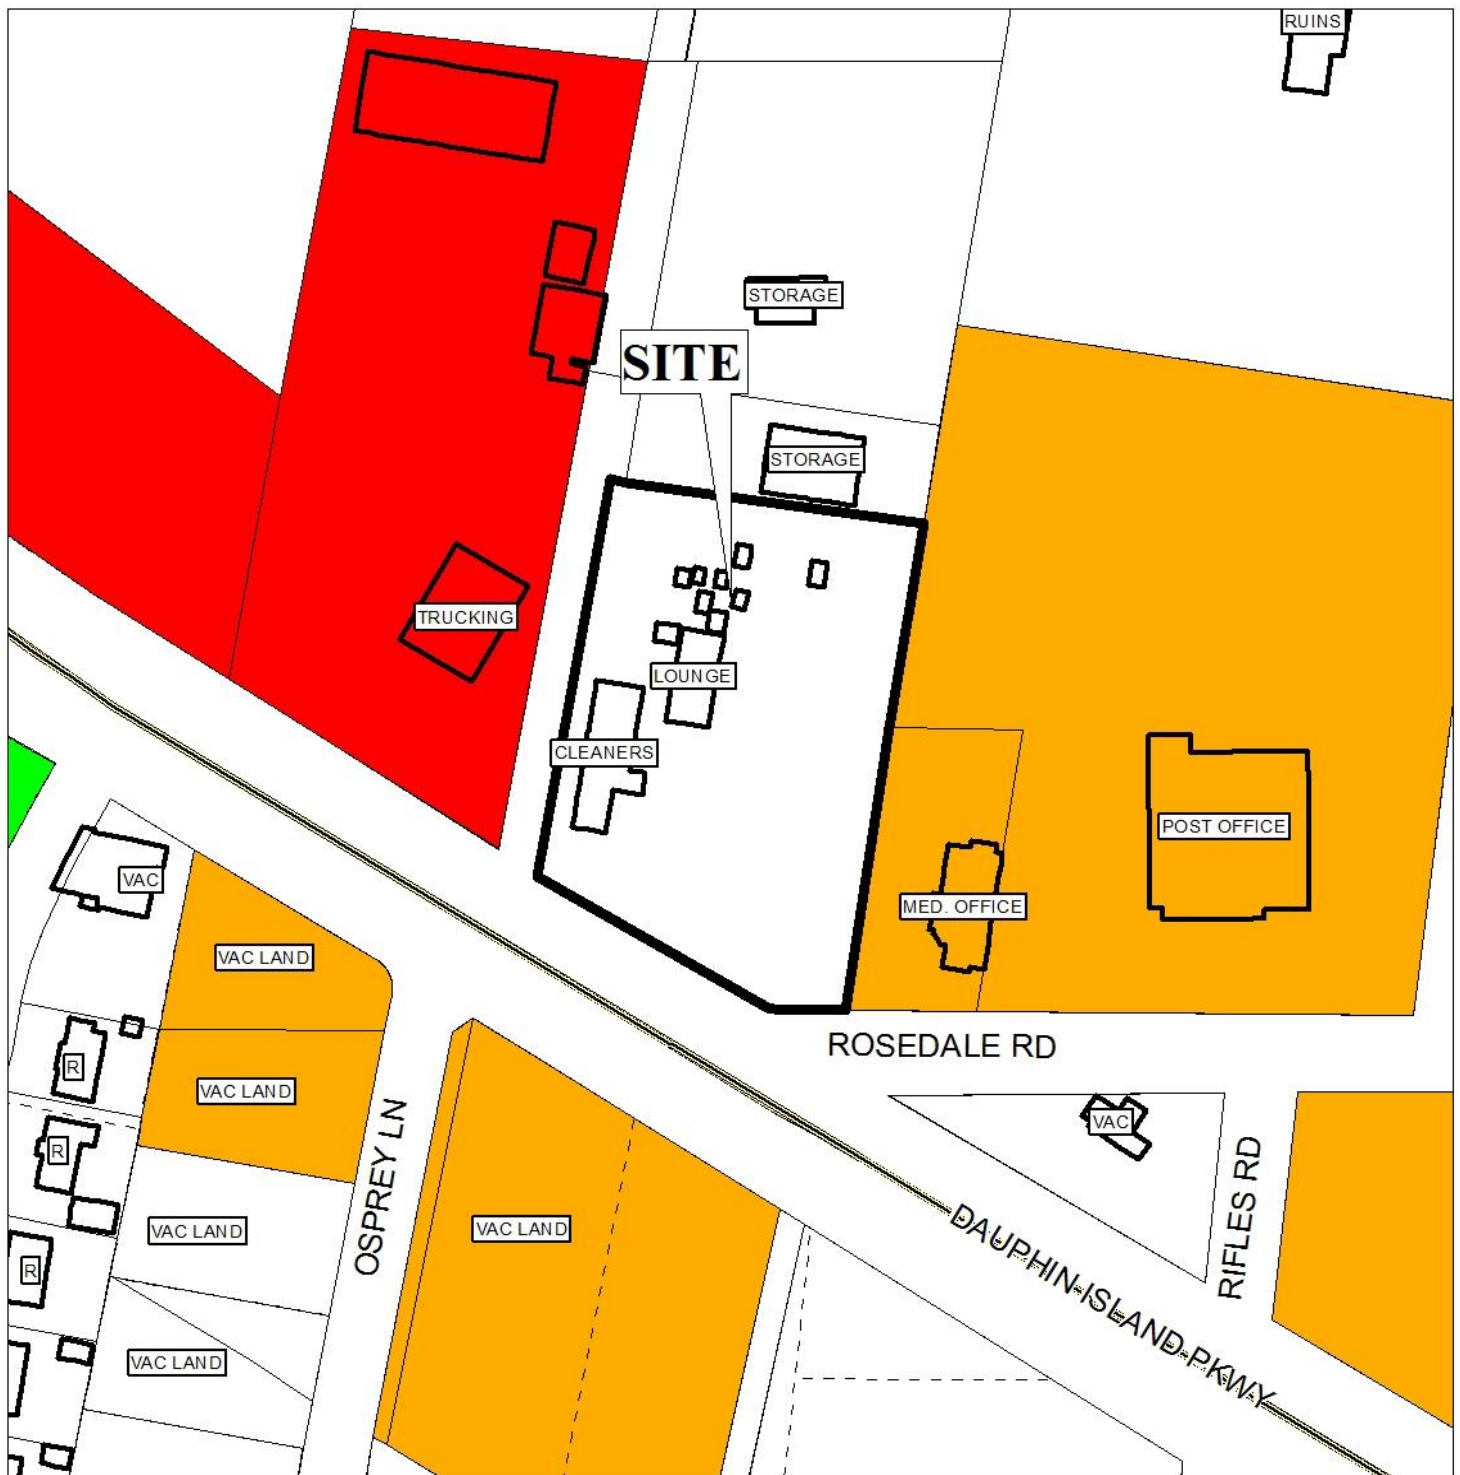 RUINS
STORAGE
SITE
STORAGE
TRUCKING
LOUNGE
CLEANERS
POST OFFICE
VAC
MED. OFFICE
VAC LAND
ROSEDALE RD
R
VAC LAND
VAC
R
OSPREY LN
RIFLES RD
VAC LAND
VAC LAND
R
DAUPHIN ISLAND PKWY
VAC LAND